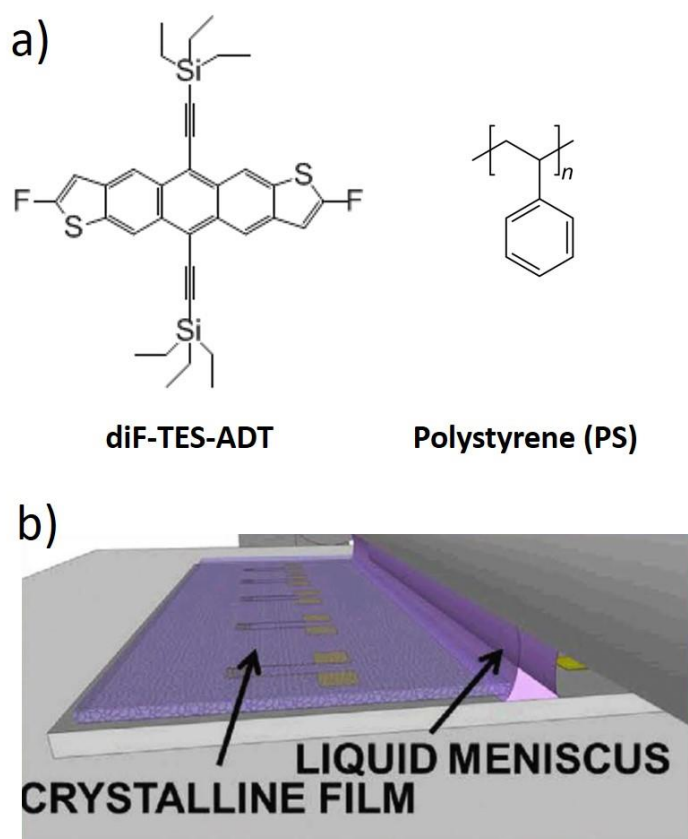 a)
Si
S
F
F
S
n
Si
diF-TES-ADT
Polystyrene (PS)
b)
LIQUID MENISCUS
CRYSTALLINE FILM